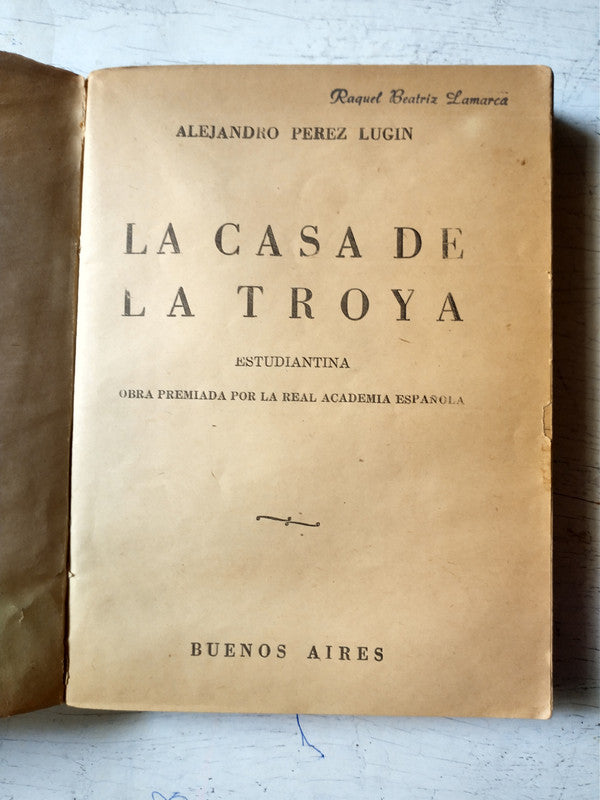 Raquel Beatriz Lamarca
ALEJANDRO PEREZ LUGIN
LA CASA DE
LA TROYA
ESTUDIANTINA
OBRA PREMIADA POR LA REAL ACADEMIA ESPAÑOLA
BUENOS AIRES